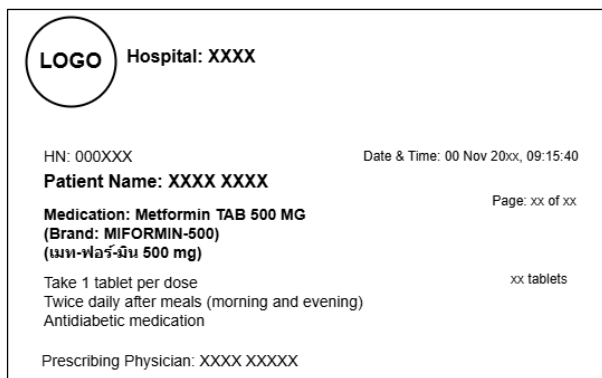 LOGO
Hospital: XXXX
HN: 000XXX
Date & Time: 00 Nov 20xx, 09:15:40
Patient Name: XXXX XXXX
Page: xx of xx
Medication: Metformin TAB 500 MG
(Brand: MIFORMIN-500)
(เมท-ฟอร์-มิน 500 mg)
Take 1 tablet per dose
xx tablets
Twice daily after meals (morning and evening)
Antidiabetic medication
Prescribing Physician: XXXX XXXXX